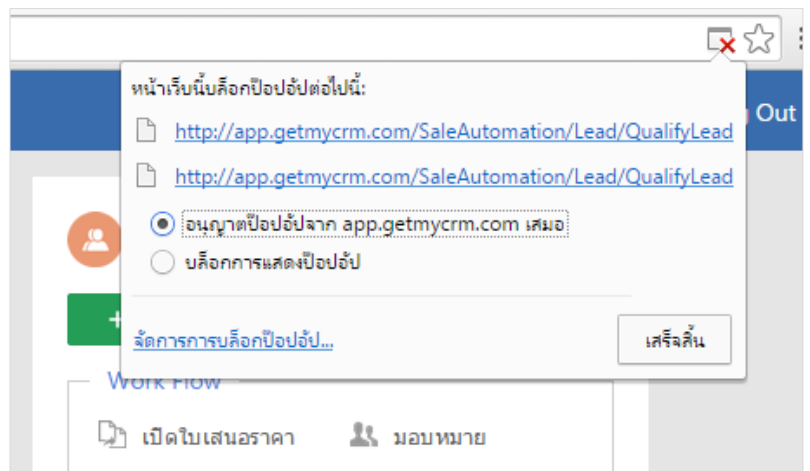 หน้าเว็บนี้บล็อกป๊อปอัปต่อไปนี้:
Out
http://app.getmycrm.com/SaleAutomation/Lead/QualifyLead
http://app.getmycrm.com/SaleAutomation/Lead/QualifyLead
อนุญาตป๊อปอัปจาก app.getmycrm.com เสมอ
บล็อกการแสดงป๊อปอัป
+
จัดการการบล็อกป๊อปอัป...
เสร็จสิ้น
Work Flow
เปิดใบเสนอราคา มอบหมาย